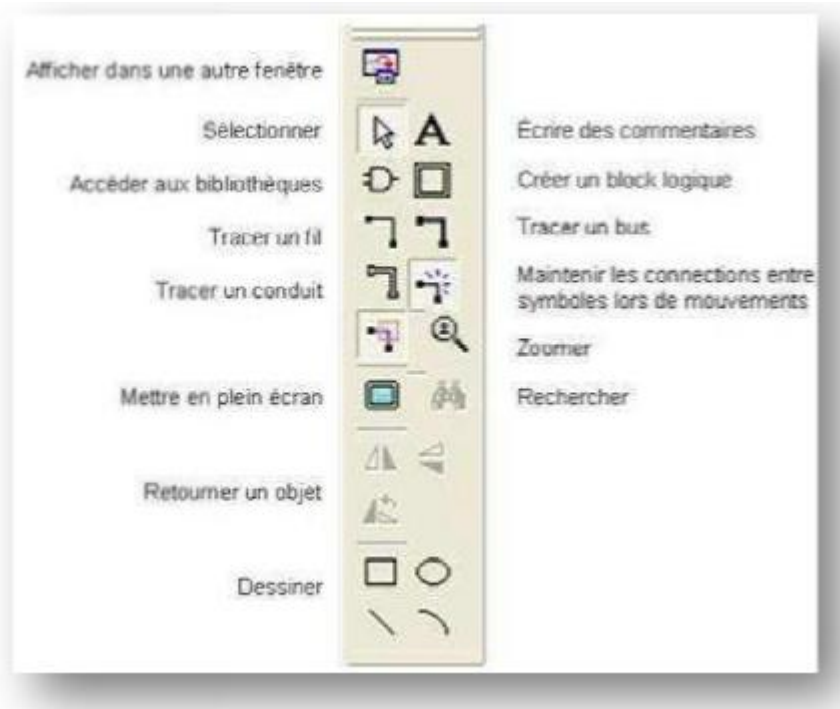 Afficher dans une autre fenêtre
Sélectionner
A
Écrire des commentaires
Accéder aux bibliothèques
Créer un block logique
Tracer un fil
Tracer un bus
Tracer un conduit
Maintenir les connections entre
symboles lors de mouvements
Zoomer
Mettre en plein écran
Rechercher
Retourner un objet
Dessiner